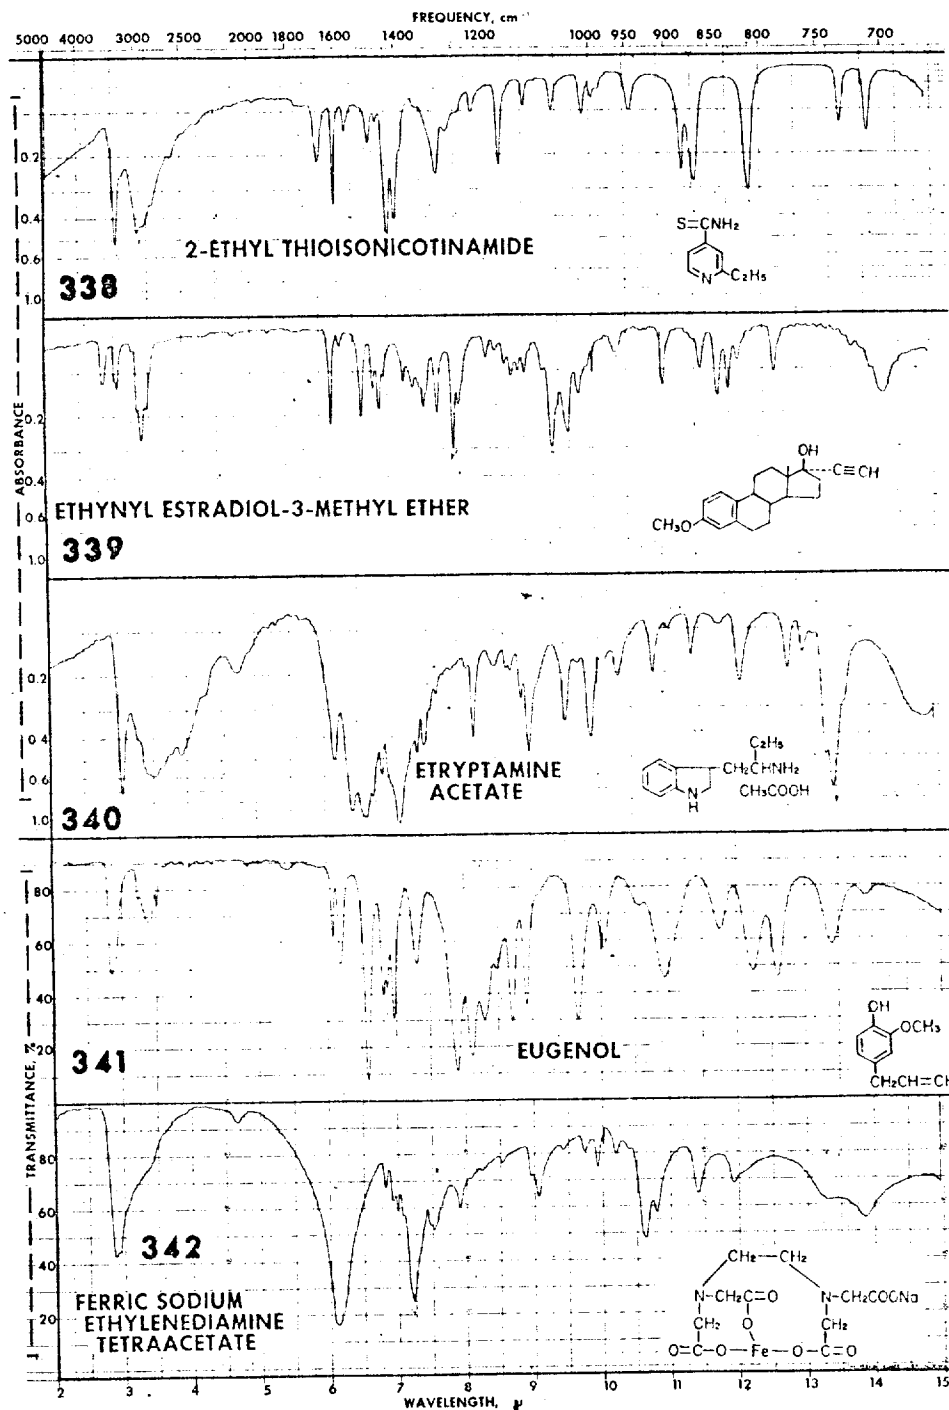 FREQUENCY, cm⁻¹
5000 4000 3000 2500 2000 1800 1600 1400 1200 1000 950 900 850 800 750 700
ABSORBANCE
0.2
0.4
0.6
1.0
2-ETHYL THIOISONICOTINAMIDE
338
S=CNH₂
N
C₂H₅
0.2
0.4
0.6
1.0
ETHYNYL ESTRADIOL-3-METHYL ETHER
339
OH
C≡CH
CH₃O
0.2
0.4
0.6
1.0
ETRYPTAMINE
ACETATE
340
C₂H₅
CH₂CHNH₂
N
H
CH₃COOH
TRANSMITTANCE, %
80
60
40
20
341
EUGENOL
OH
OCH₃
CH₂CH=CH
80
60
40
20
342
FERRIC SODIUM
ETHYLENEDIAMINE
TETRAACETATE
CH₂ CH₂
N-CH₂C=O N-CH₂COONa
CH₂ O CH₂
O=C-O-Fe-O-C=O
2 3 4 5 6 7 8 9 10 11 12 13 14 15
WAVELENGTH, μ